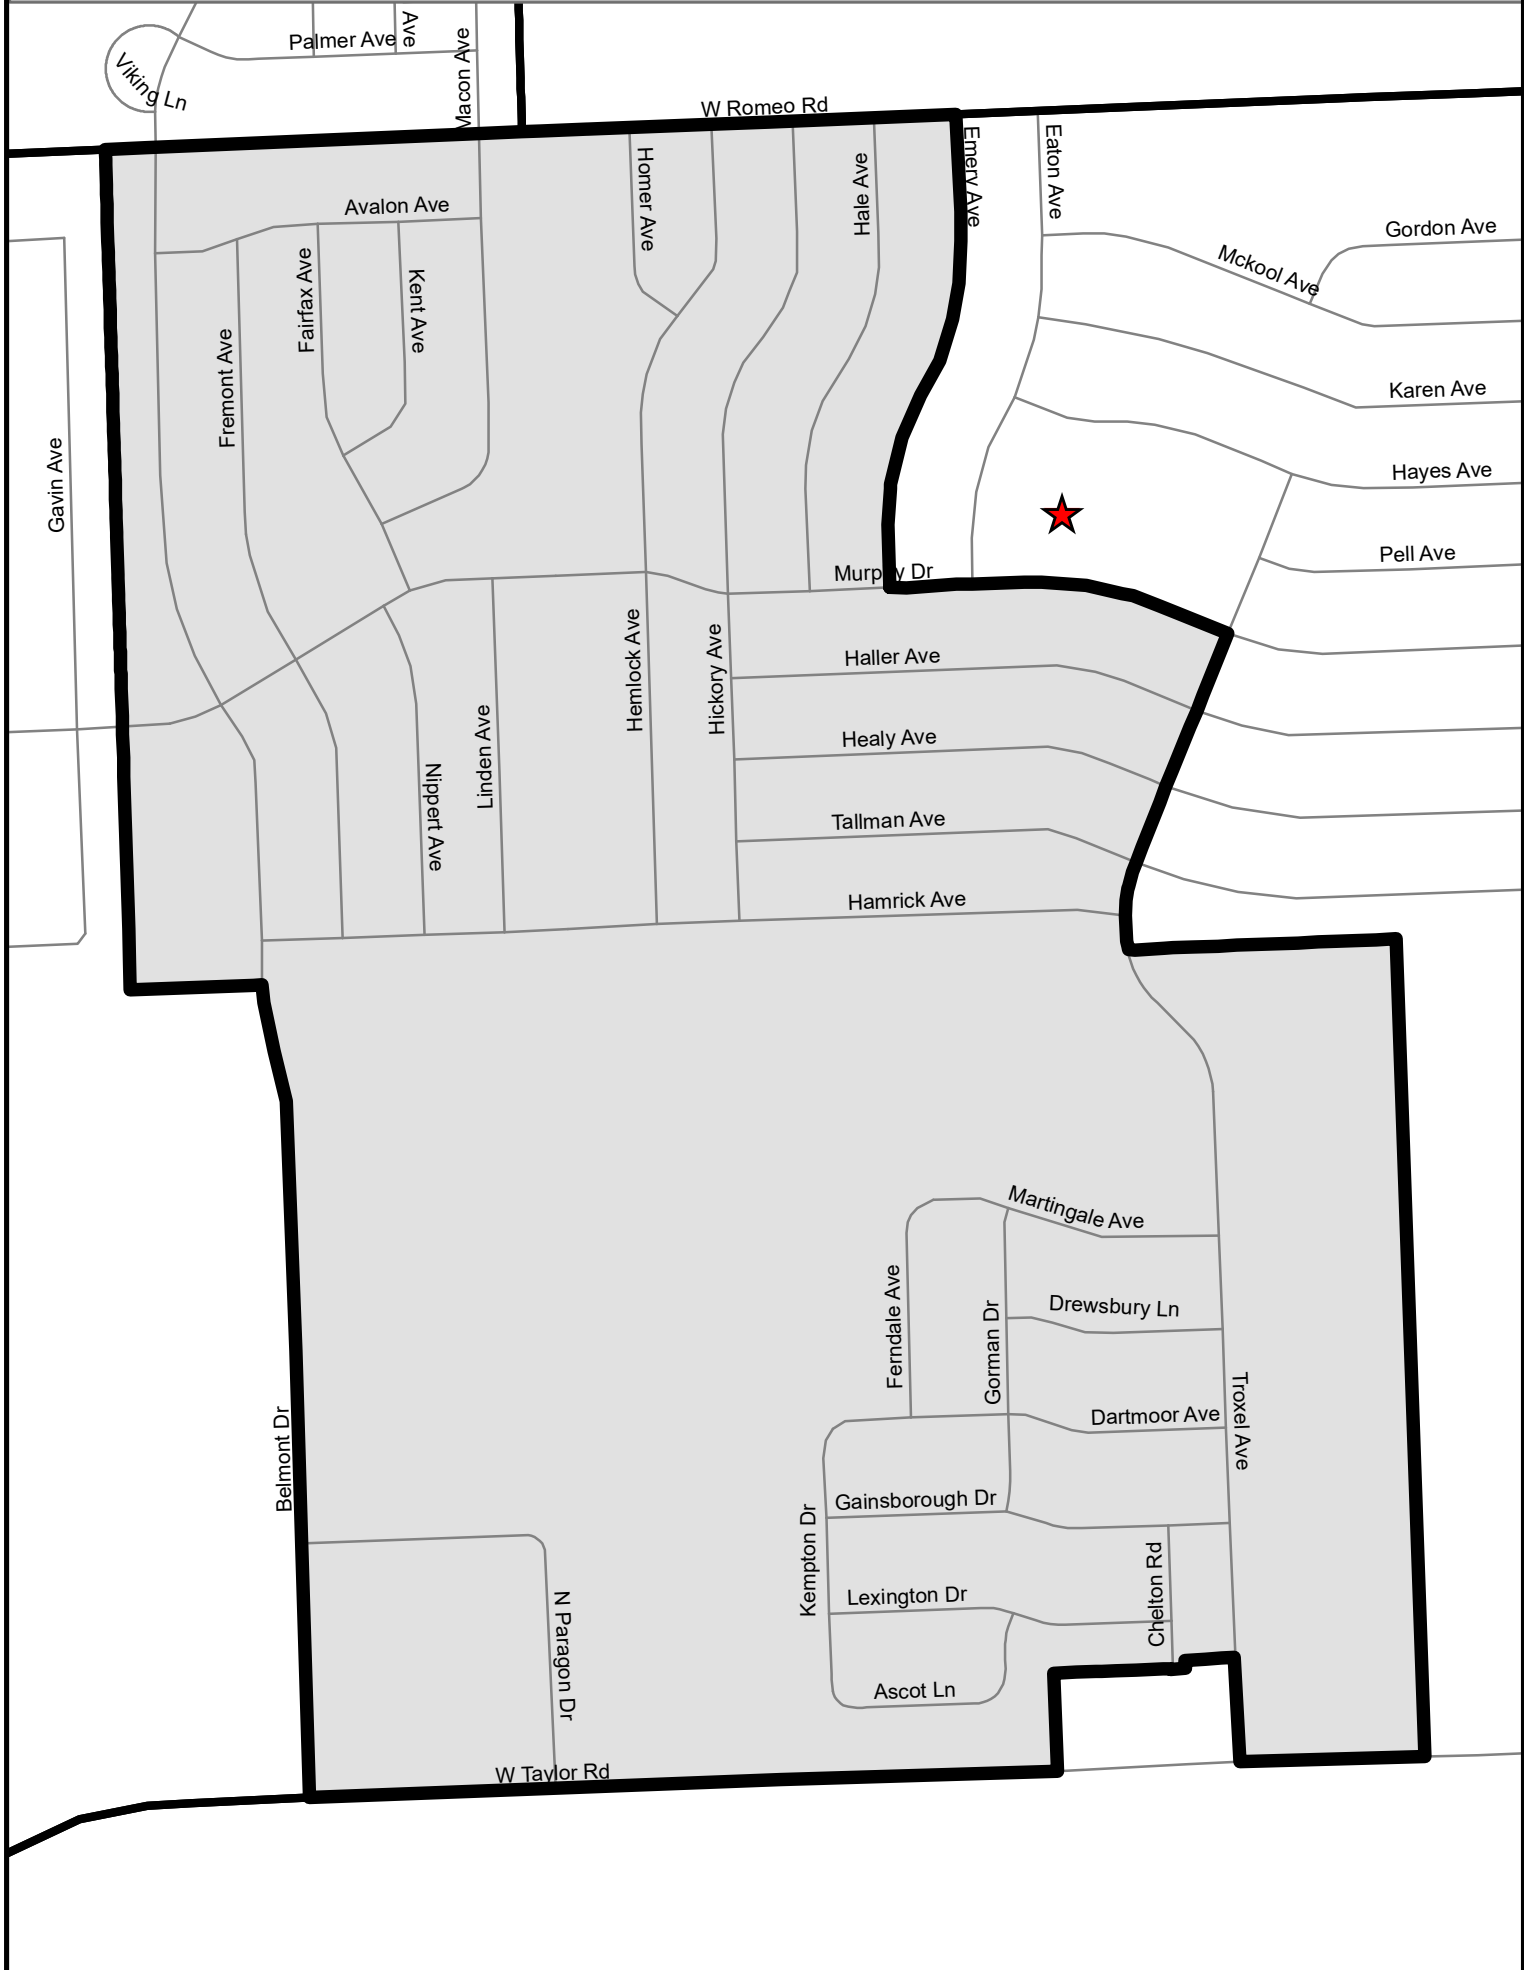 Palmer Ave
Ave
Macon Ave
Viking Ln
W Romeo Rd
Emery Ave
Eaton Ave
Homer Ave
Hale Ave
Avalon Ave
Gordon Ave
Mckool Ave
Fairfax Ave
Kent Ave
Fremont Ave
Karen Ave
Gavin Ave
Hayes Ave
Pell Ave
Murphy Dr
Hemlock Ave
Hickory Ave
Haller Ave
Linden Ave
Healy Ave
Nippert Ave
Tallman Ave
Hamrick Ave
Martingale Ave
Ferndale Ave
Gorman Dr
Drewsbury Ln
Troxel Ave
Dartmoor Ave
Belmont Dr
Gainsborough Dr
Kempton Dr
Chelton Rd
Lexington Dr
N Paragon Dr
Ascot Ln
W Taylor Rd